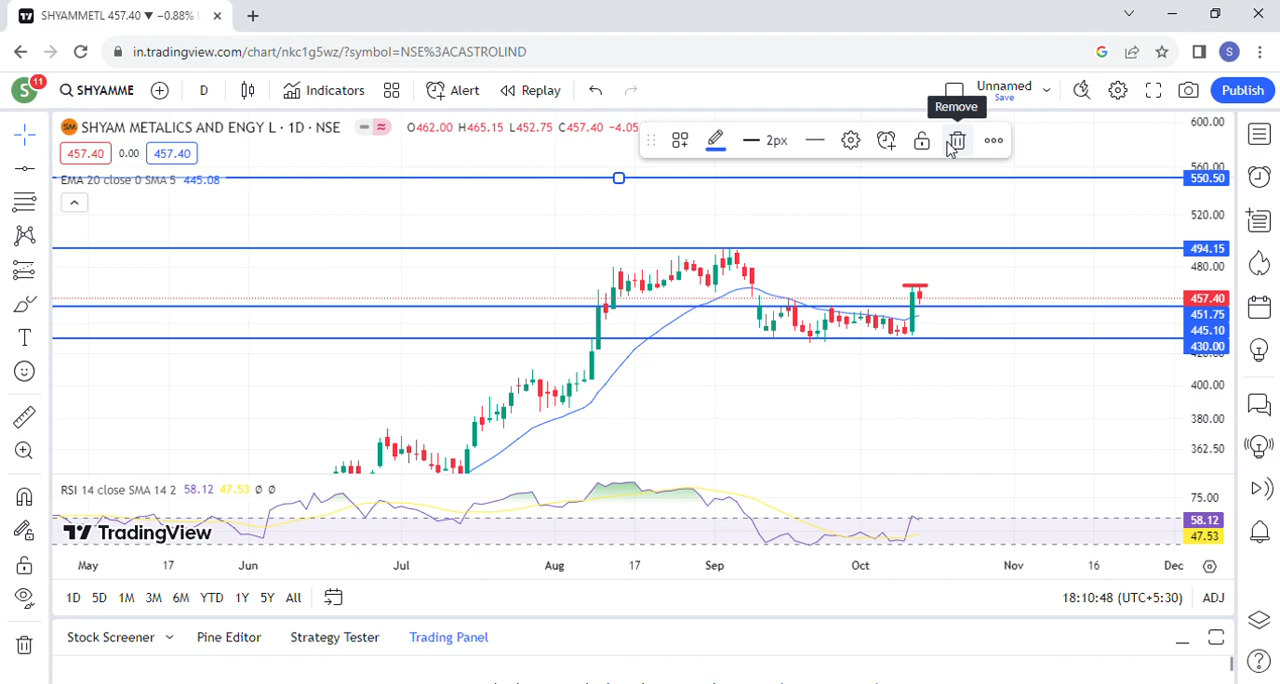 SHYAMMETL 457.40 ▼ −0.88%
in.tradingview.com/chart/nkc1g5wz/?symbol=NSE%3ACASTROLIND
S
S
11
SHYAMME
D
Indicators
Alert
Replay
Unnamed
Save
Publish
Remove
SHYAM METALICS AND ENGY L · 1D · NSE
O462.00 H465.15 L452.75 C457.40 −4.05
2px
457.40
0.00
457.40
EMA 20 close 0 SMA 5 445.08
600.00
560.00
550.50
520.00
494.15
480.00
457.40
451.75
445.10
430.00
420.00
400.00
380.00
362.50
RSI 14 close SMA 14 2 58.12 47.53 Ø Ø
75.00
58.12
47.53
TradingView
May
17
Jun
Jul
Aug
17
Sep
Oct
Nov
16
Dec
1D
5D
1M
3M
6M
YTD
1Y
5Y
All
18:10:48 (UTC+5:30)
ADJ
Stock Screener
Pine Editor
Strategy Tester
Trading Panel